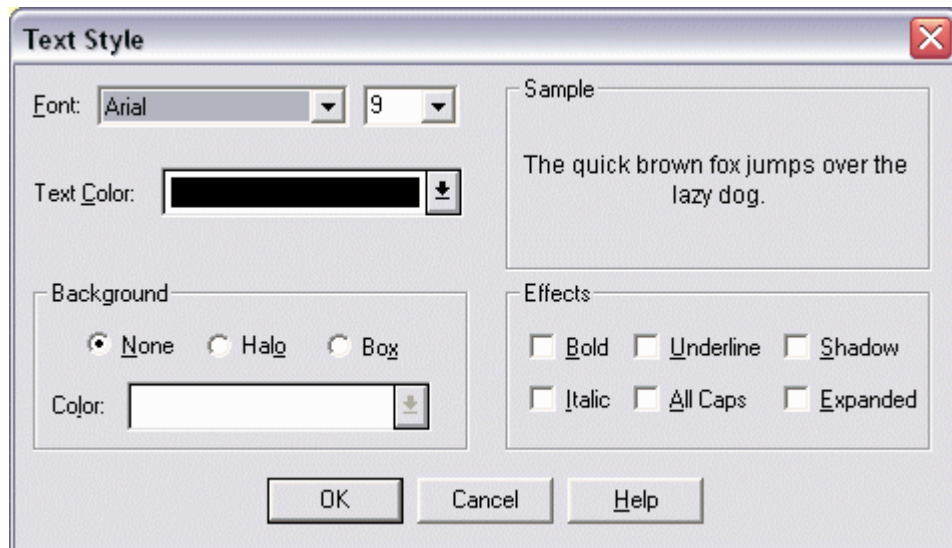 Text Style
Font: Arial 9
Text Color:
Sample
The quick brown fox jumps over the
lazy dog.
Background
None Halo Box
Color:
Effects
Bold Underline Shadow
Italic All Caps Expanded
OK Cancel Help